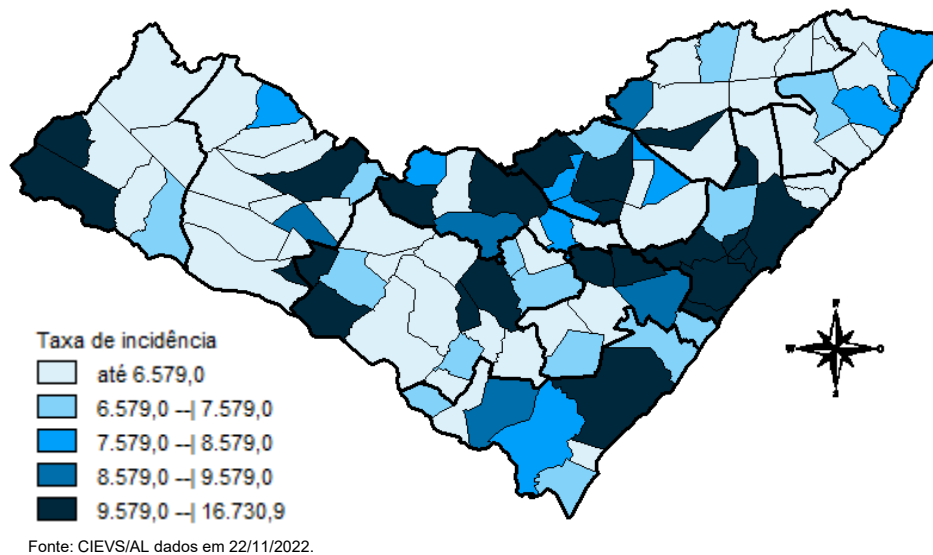 N
W
O
S
Taxa de incidência
até 6.579,0
6.579,0 --| 7.579,0
7.579,0 --| 8.579,0
8.579,0 --| 9.579,0
9.579,0 --| 16.730,9
Fonte: CIEVS/AL dados em 22/11/2022.